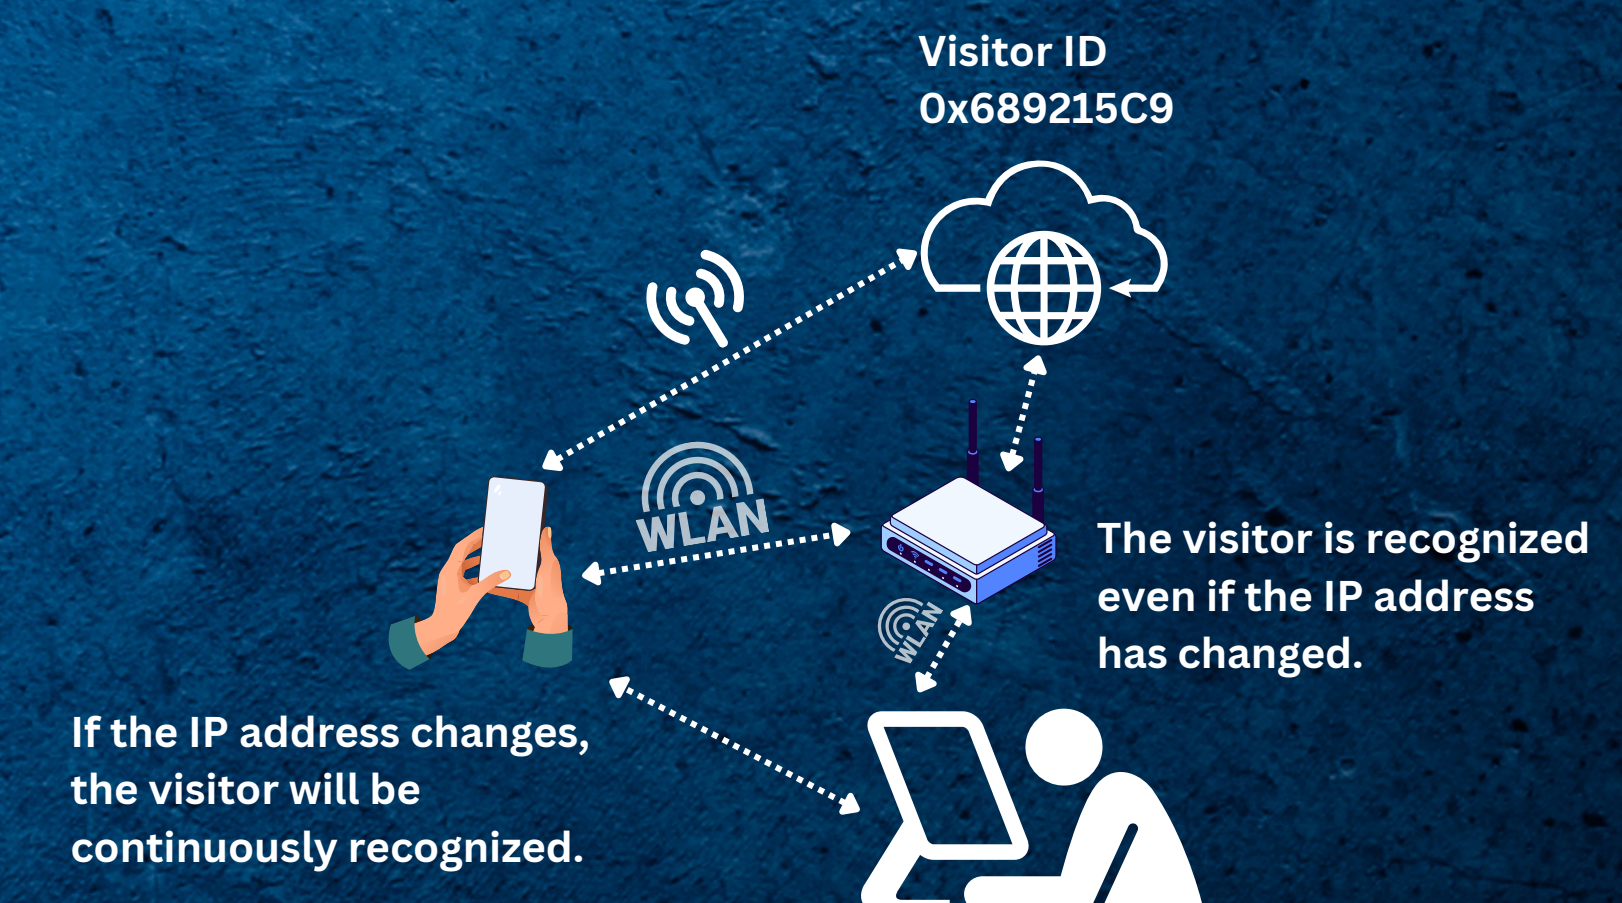 Visitor ID
0x689215C9
WLAN
The visitor is recognized
even if the IP address
has changed.
WLAN
If the IP address changes,
the visitor will be
continuously recognized.